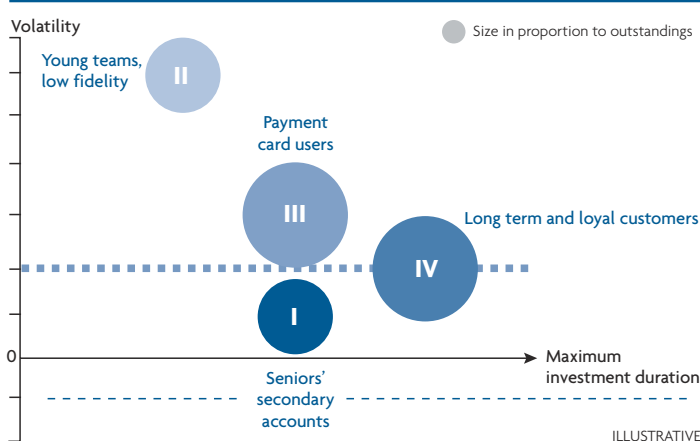 Volatility
Size in proportion to outstandings
Young teams,
low fidelity
II
Payment
card users
III
Long term and loyal customers
IV
I
0
Maximum
investment duration
Seniors'
secondary
accounts
ILLUSTRATIVE